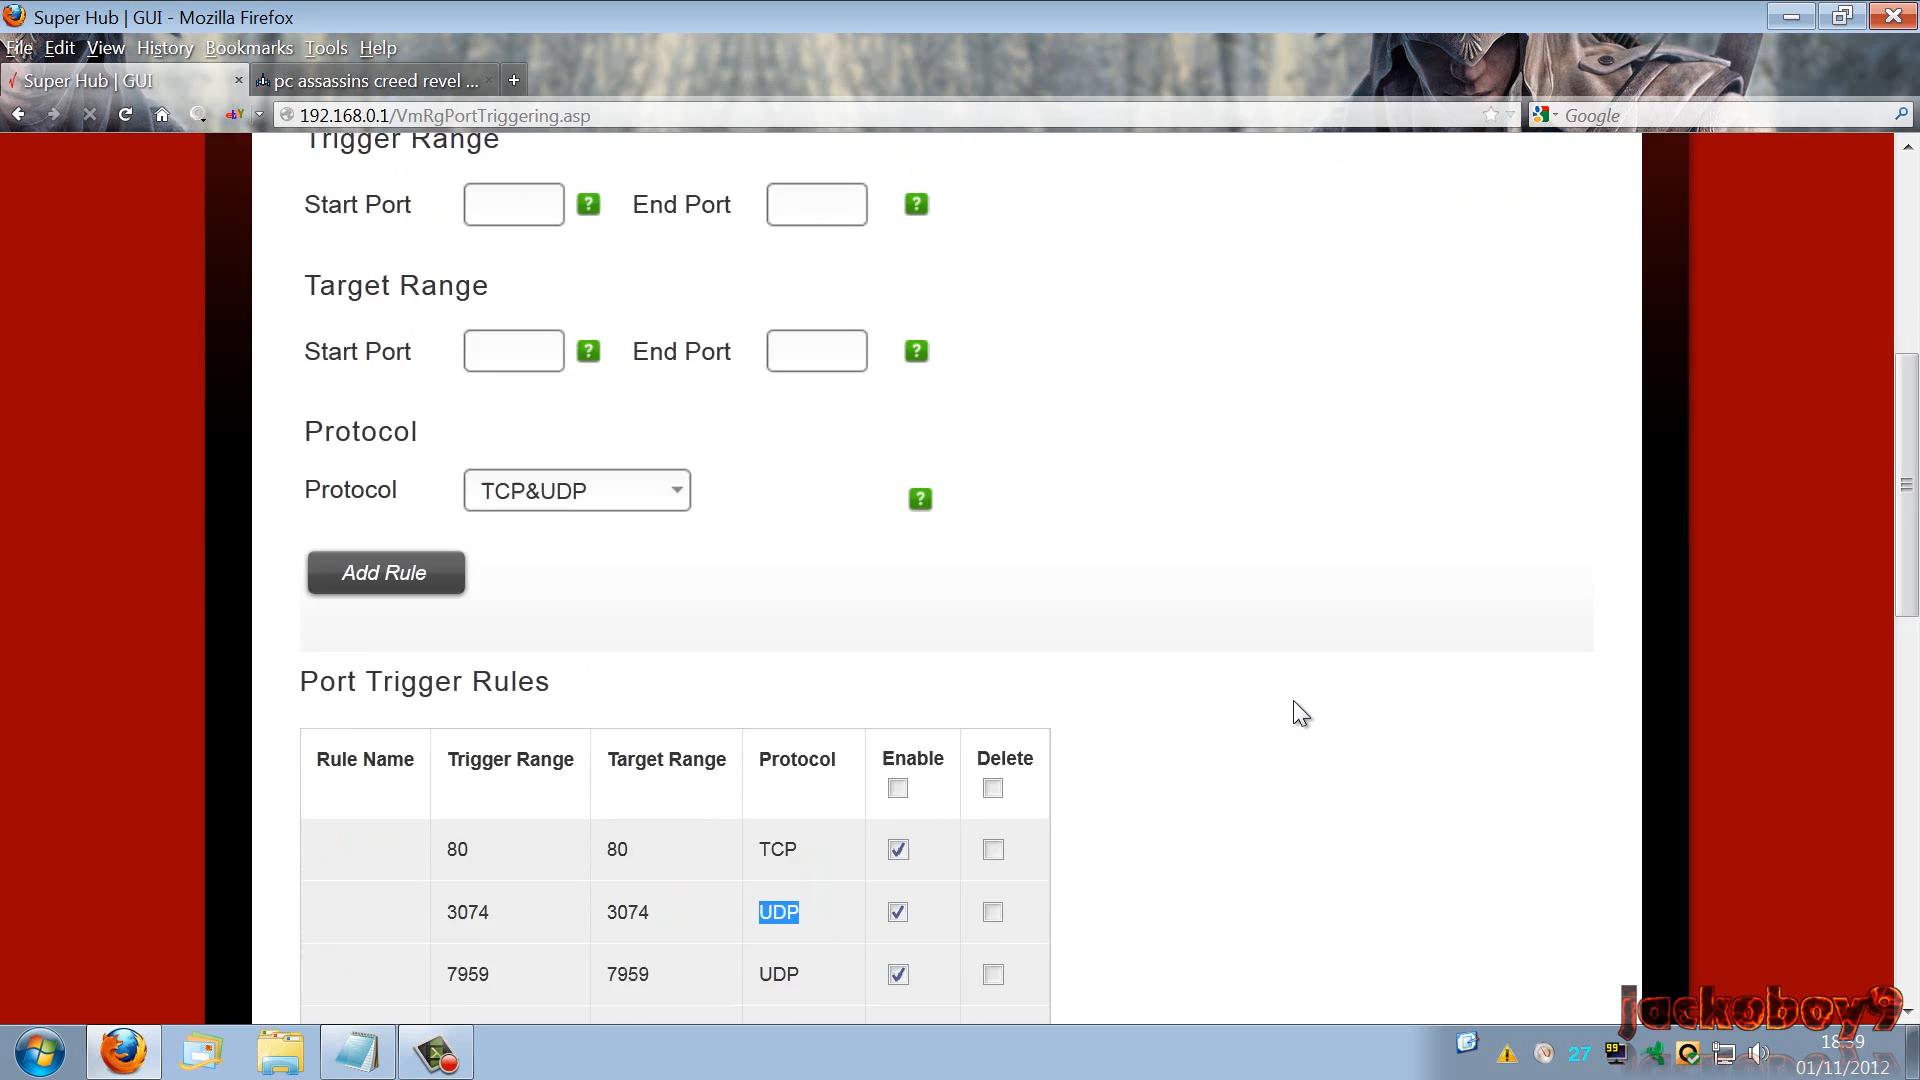 Super Hub | GUI - Mozilla Firefox
File Edit View History Bookmarks Tools Help
√ Super Hub | GUI × pc assassins creed revel ... × +
192.168.0.1/VmRgPortTriggering.asp Google
Trigger Range
Start Port ? End Port ?
Target Range
Start Port ? End Port ?
Protocol
Protocol TCP&UDP ?
Add Rule
Port Trigger Rules
Rule Name Trigger Range Target Range Protocol Enable Delete
80 80 TCP
3074 3074 UDP
7959 7959 UDP
jackoboy9
27 99 18:39
01/11/2012